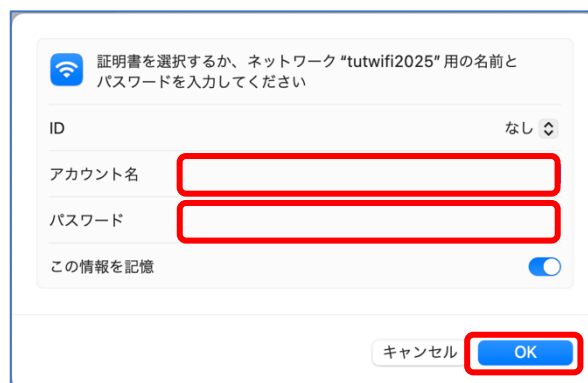 証明書を選択するか、ネットワーク “tutwifi2025” 用の名前と
パスワードを入力してください
ID なし
アカウント名
パスワード
この情報を記憶
キャンセル OK